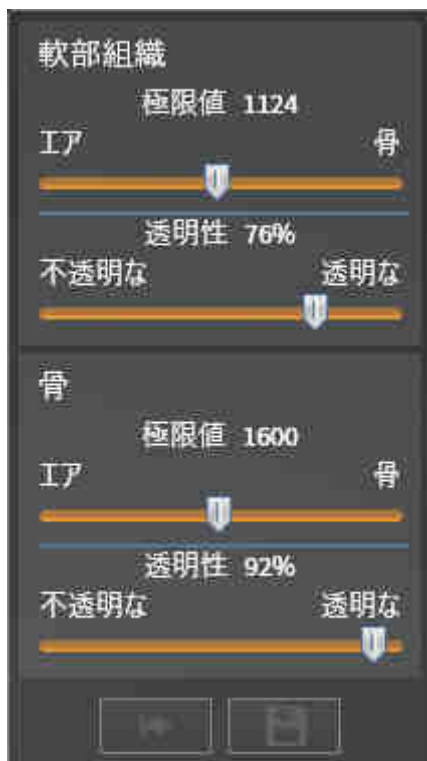 軟部組織
極限値 1124
エア 骨
透明性 76%
不透明な 透明な
骨
極限値 1600
エア 骨
透明性 92%
不透明な 透明な